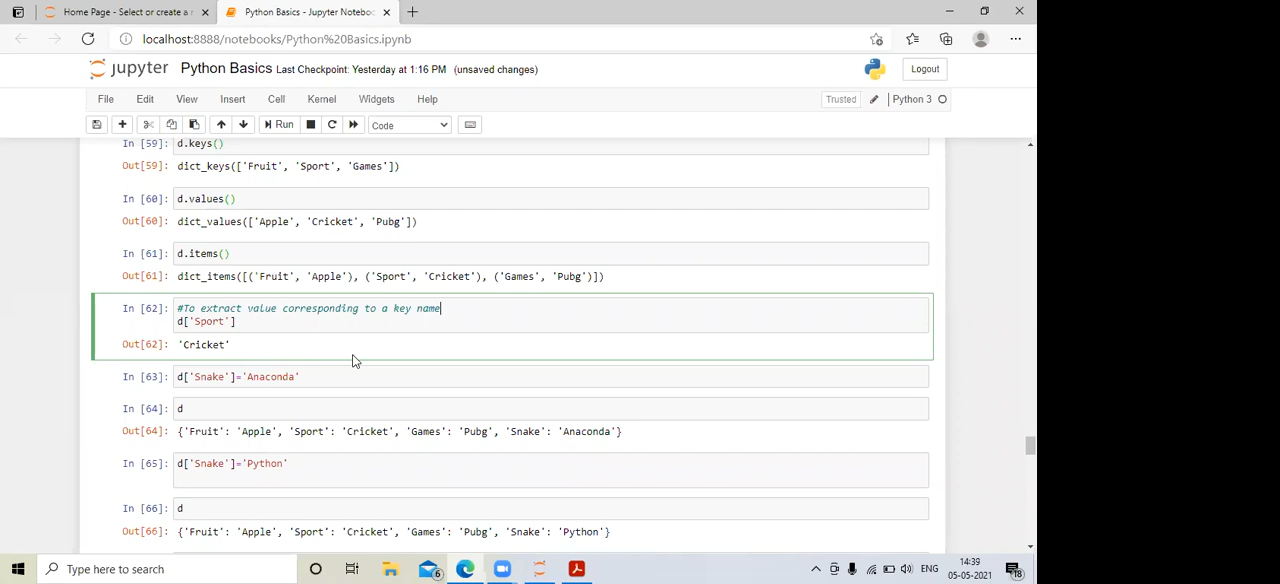 Home Page - Select or create a n
Python Basics - Jupyter Notebo
localhost:8888/notebooks/Python%20Basics.ipynb
jupyter Python Basics Last Checkpoint: Yesterday at 1:16 PM (unsaved changes) Logout
File Edit View Insert Cell Kernel Widgets Help Trusted Python 3
Run Code
In [59]: d.keys()
Out[59]: dict_keys(['Fruit', 'Sport', 'Games'])
In [60]: d.values()
Out[60]: dict_values(['Apple', 'Cricket', 'Pubg'])
In [61]: d.items()
Out[61]: dict_items([('Fruit', 'Apple'), ('Sport', 'Cricket'), ('Games', 'Pubg')])
In [62]: #To extract value corresponding to a key name
d['Sport']
Out[62]: 'Cricket'
In [63]: d['Snake']='Anaconda'
In [64]: d
Out[64]: {'Fruit': 'Apple', 'Sport': 'Cricket', 'Games': 'Pubg', 'Snake': 'Anaconda'}
In [65]: d['Snake']='Python'
In [66]: d
Out[66]: {'Fruit': 'Apple', 'Sport': 'Cricket', 'Games': 'Pubg', 'Snake': 'Python'}
Type here to search 6 ENG 14:39
05-05-2021 18